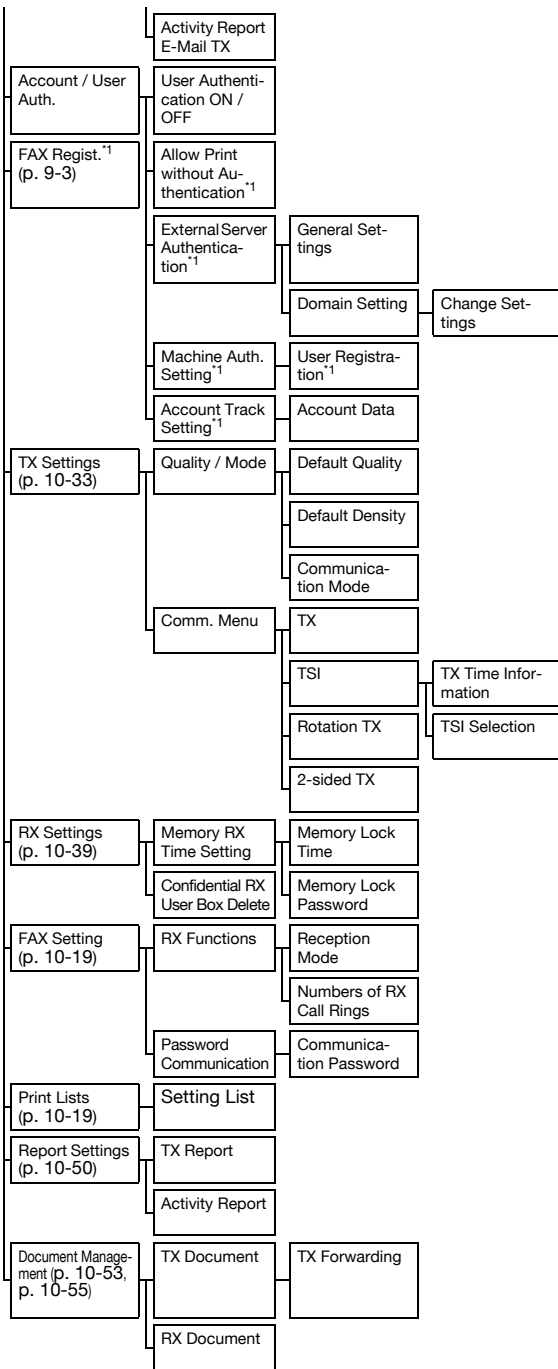 Activity Report
E-Mail TX
Account / User
Auth.
User Authenti-
cation ON /
OFF
FAX Regist.*1
(p. 9-3)
Allow Print
without Au-
thentication*1
External Server
Authentica-
tion*1
General Set-
tings
Domain Setting
Change Set-
tings
Machine Auth.
Setting*1
User Registra-
tion*1
Account Track
Setting*1
Account Data
TX Settings
(p. 10-33)
Quality / Mode
Default Quality
Default Density
Communica-
tion Mode
Comm. Menu
TX
TSI
TX Time Infor-
mation
Rotation TX
TSI Selection
2-sided TX
RX Settings
(p. 10-39)
Memory RX
Time Setting
Memory Lock
Time
Confidential RX
User Box Delete
Memory Lock
Password
FAX Setting
(p. 10-19)
RX Functions
Reception
Mode
Numbers of RX
Call Rings
Password
Communication
Communica-
tion Password
Print Lists
(p. 10-19)
Setting List
Report Settings
(p. 10-50)
TX Report
Activity Report
Document Manage-
ment (p. 10-53,
p. 10-55)
TX Document
TX Forwarding
RX Document